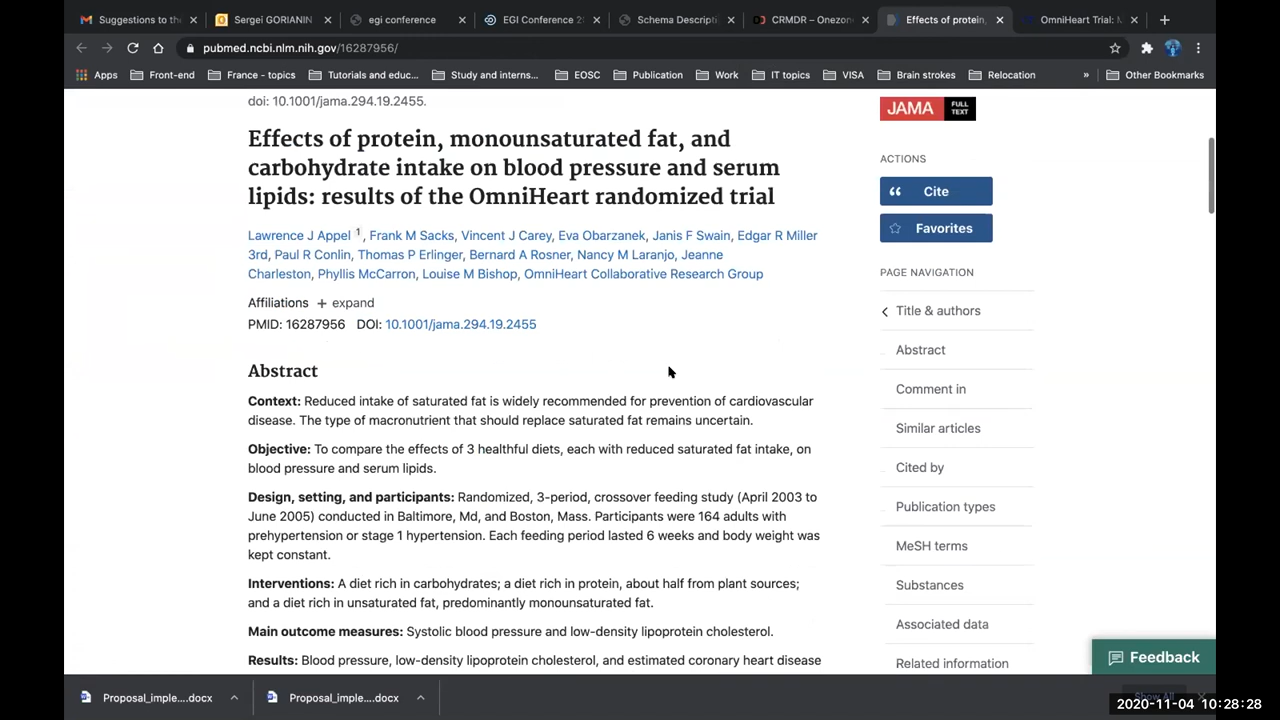 Suggestions to th
Sergei GORIANIN
egi conference
EGI Conference 2
Schema Descripti
CRMDR – Onezon
Effects of protein,
OmniHeart Trial: M
pubmed.ncbi.nlm.nih.gov/16287956/
Apps
Front-end
France - topics
Tutorials and educ...
Study and interns...
EOSC
Publication
Work
IT topics
VISA
Brain strokes
Relocation
»
Other Bookmarks
doi: 10.1001/jama.294.19.2455.
Effects of protein, monounsaturated fat, and
carbohydrate intake on blood pressure and serum
lipids: results of the OmniHeart randomized trial
Lawrence J Appel 1, Frank M Sacks, Vincent J Carey, Eva Obarzanek, Janis F Swain, Edgar R Miller
3rd, Paul R Conlin, Thomas P Erlinger, Bernard A Rosner, Nancy M Laranjo, Jeanne
Charleston, Phyllis McCarron, Louise M Bishop, OmniHeart Collaborative Research Group
Affiliations + expand
PMID: 16287956 DOI: 10.1001/jama.294.19.2455
Abstract
Context: Reduced intake of saturated fat is widely recommended for prevention of cardiovascular
disease. The type of macronutrient that should replace saturated fat remains uncertain.
Objective: To compare the effects of 3 healthful diets, each with reduced saturated fat intake, on
blood pressure and serum lipids.
Design, setting, and participants: Randomized, 3-period, crossover feeding study (April 2003 to
June 2005) conducted in Baltimore, Md, and Boston, Mass. Participants were 164 adults with
prehypertension or stage 1 hypertension. Each feeding period lasted 6 weeks and body weight was
kept constant.
Interventions: A diet rich in carbohydrates; a diet rich in protein, about half from plant sources;
and a diet rich in unsaturated fat, predominantly monounsaturated fat.
Main outcome measures: Systolic blood pressure and low-density lipoprotein cholesterol.
Results: Blood pressure, low-density lipoprotein cholesterol, and estimated coronary heart disease
JAMA FULL TEXT
ACTIONS
Cite
Favorites
PAGE NAVIGATION
Title & authors
Abstract
Comment in
Similar articles
Cited by
Publication types
MeSH terms
Substances
Associated data
Related information
Feedback
Proposal_imple....docx
Proposal_imple....docx
Show All
2020-11-04 10:28:28